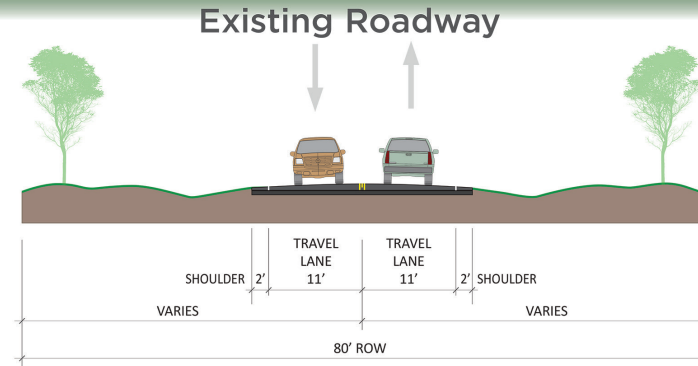 Existing Roadway
TRAVEL
LANE
11'
TRAVEL
LANE
11'
SHOULDER
2'
2'
SHOULDER
VARIES
VARIES
80' ROW